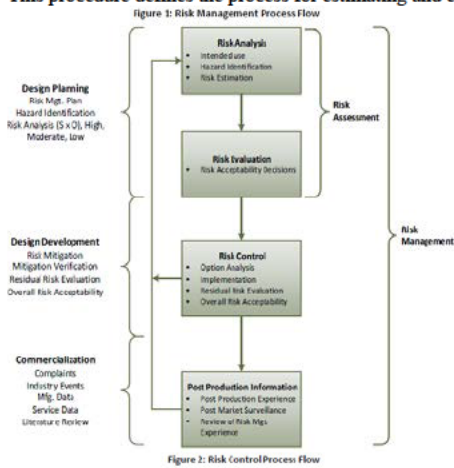 This procedure defines the process for estimating and e
Figure 1: Risk Management Process Flow
Risk Analysis
• Intended use
• Hazard Identification
• Risk Estimation
Design Planning
Risk Mgt. Plan
Hazard Identification
Risk Analysis (S x O), High,
Moderate, Low
Risk
Assessment
Risk Evaluation
• Risk Acceptability Decisions
Risk
Management
Design Development
Risk Mitigation
Mitigation Verification
Residual Risk Evaluation
Overall Risk Acceptability
Risk Control
• Option Analysis
• Implementation
• Residual Risk Evaluation
• Overall Risk Acceptability
Commercialization
Complaints
Industry Events
Mfg. Data
Service Data
Literature Review
Post Production Information
• Post Production Experience
• Post Market Surveillance
• Review of Risk Mgt.
Experience
Figure 2: Risk Control Process Flow